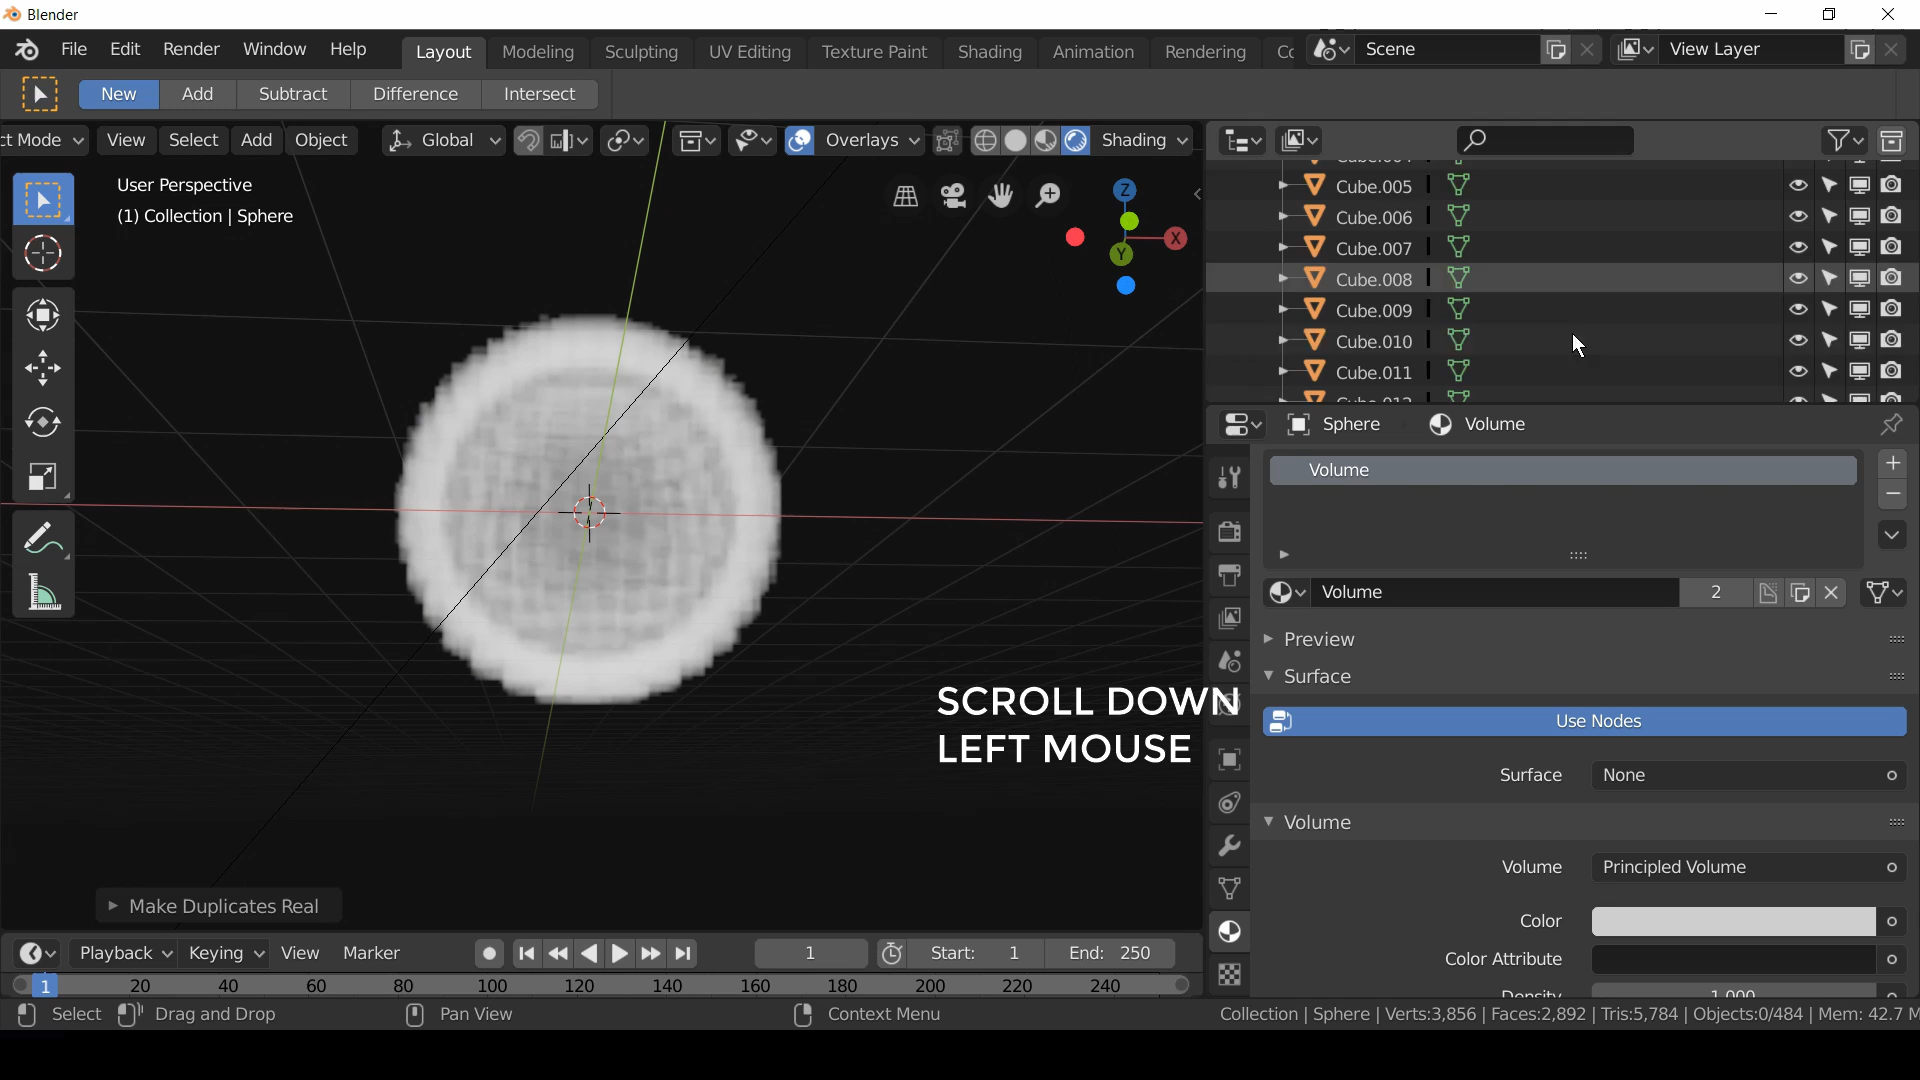 Blender
File Edit Render Window Help Layout Modeling Sculpting UV Editing Texture Paint Shading Animation Rendering Scene View Layer
New Add Subtract Difference Intersect
ct Mode View Select Add Object Global Overlays Shading
User Perspective
(1) Collection | Sphere
Z
X
Y
Cube.005
Cube.006
Cube.007
Cube.008
Cube.009
Cube.010
Cube.011
Sphere Volume
Volume
Volume 2
Preview
Surface
Use Nodes
Surface None
Volume
Volume Principled Volume
Color
Color Attribute
Density 1.000
SCROLL DOWN
LEFT MOUSE
Make Duplicates Real
Playback Keying View Marker 1 Start: 1 End: 250
1 20 40 60 80 100 120 140 160 180 200 220 240
Select Drag and Drop Pan View Context Menu Collection | Sphere | Verts:3,856 | Faces:2,892 | Tris:5,784 | Objects:0/484 | Mem: 42.7 M